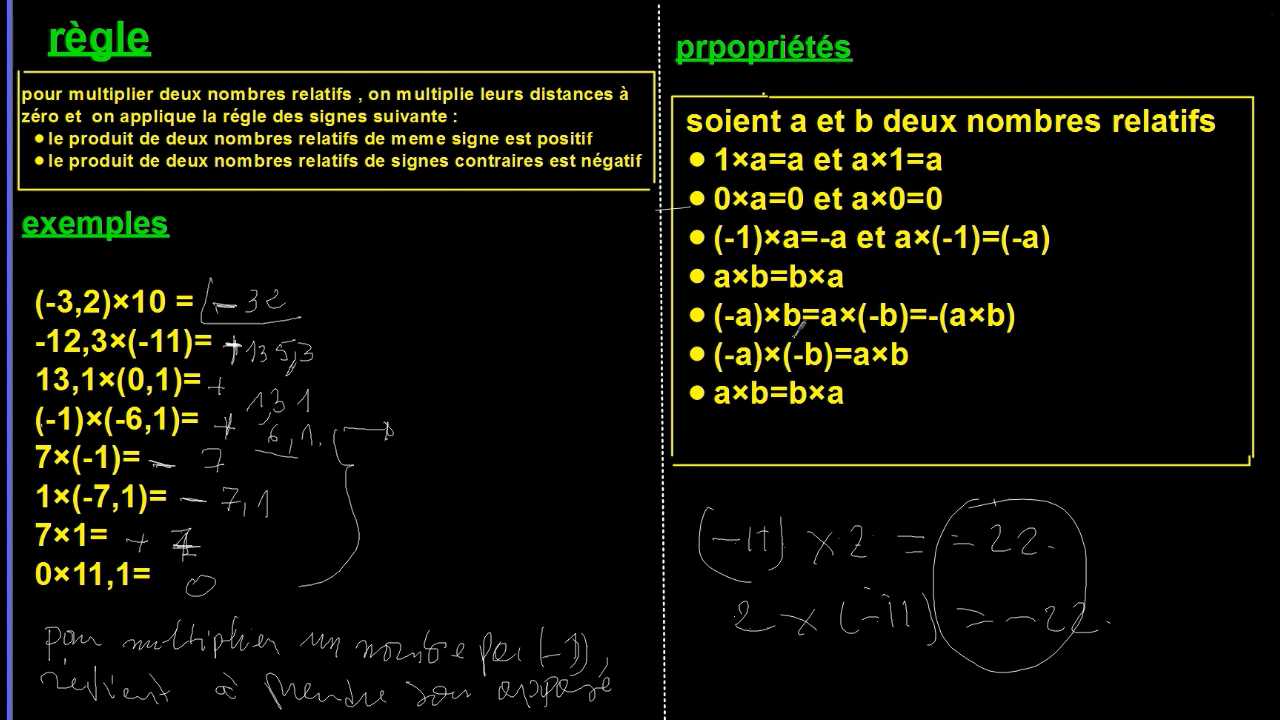 règle
pour multiplier deux nombres relatifs , on multiplie leurs distances à
zéro et on applique la régle des signes suivante :
● le produit de deux nombres relatifs de meme signe est positif
● le produit de deux nombres relatifs de signes contraires est négatif
exemples
(-3,2)×10 = - 32
-12,3×(-11)= +135,3
13,1×(0,1)= + 1,31
(-1)×(-6,1)= + 6,1
7×(-1)= - 7
1×(-7,1)= - 7,1
7×1= + 7
0×11,1= 0
pour multiplier un nombre par (-1),
revient à prendre son opposé
prpopriétés
soient a et b deux nombres relatifs
● 1×a=a et a×1=a
● 0×a=0 et a×0=0
● (-1)×a=-a et a×(-1)=(-a)
● a×b=b×a
● (-a)×b=a×(-b)=-(a×b)
● (-a)×(-b)=a×b
● a×b=b×a
(-11) × 2 = -22.
2 × (-11) = -22.